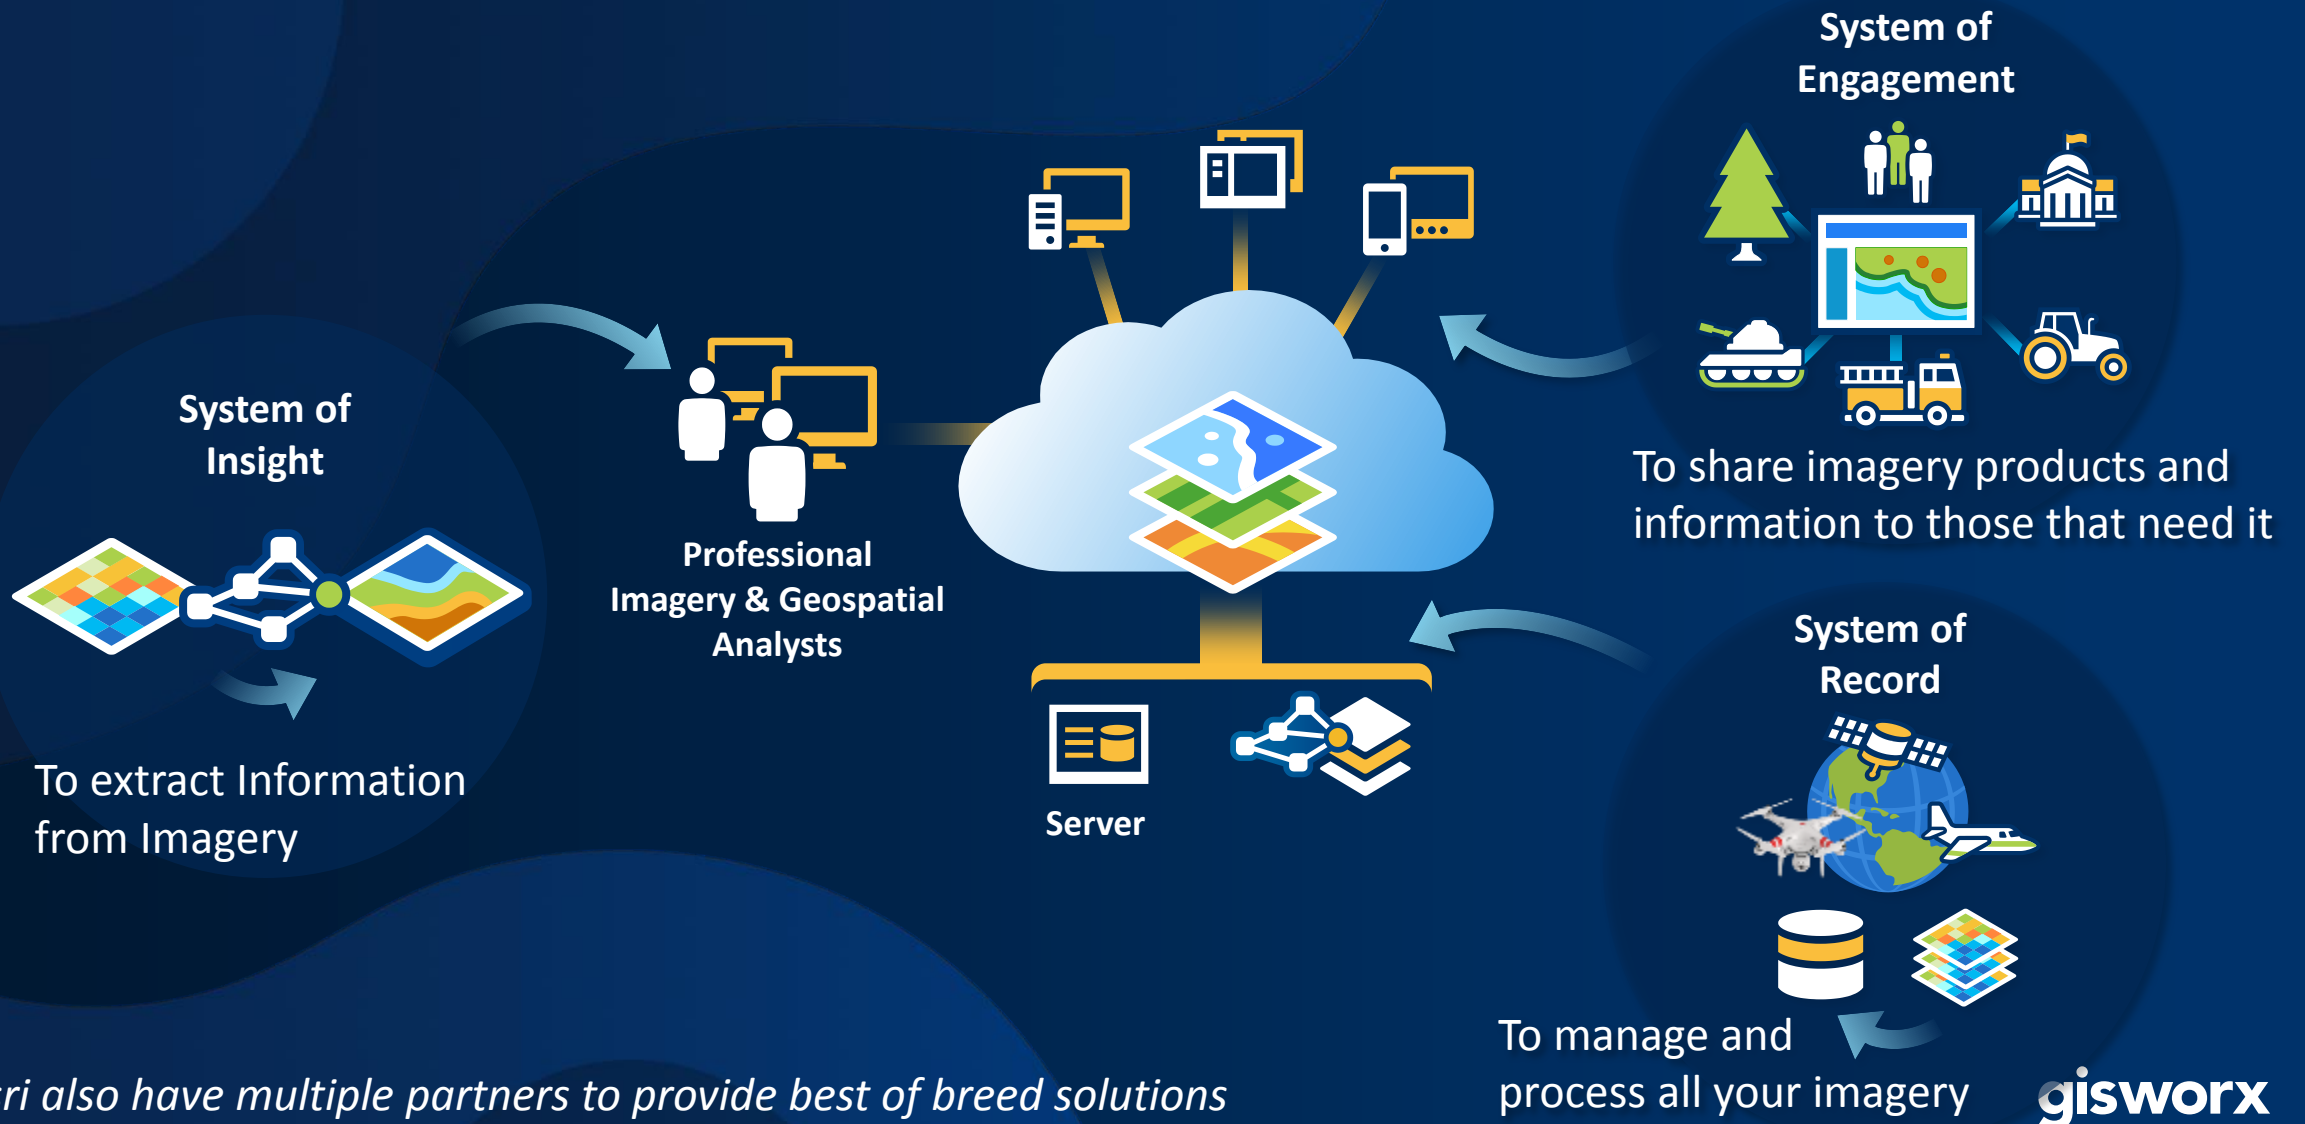 System of
Engagement
To share imagery products and
information to those that need it
System of
Insight
To extract Information
from Imagery
Professional
Imagery & Geospatial
Analysts
Server
System of
Record
To manage and
process all your imagery
ri also have multiple partners to provide best of breed solutions
gisworx